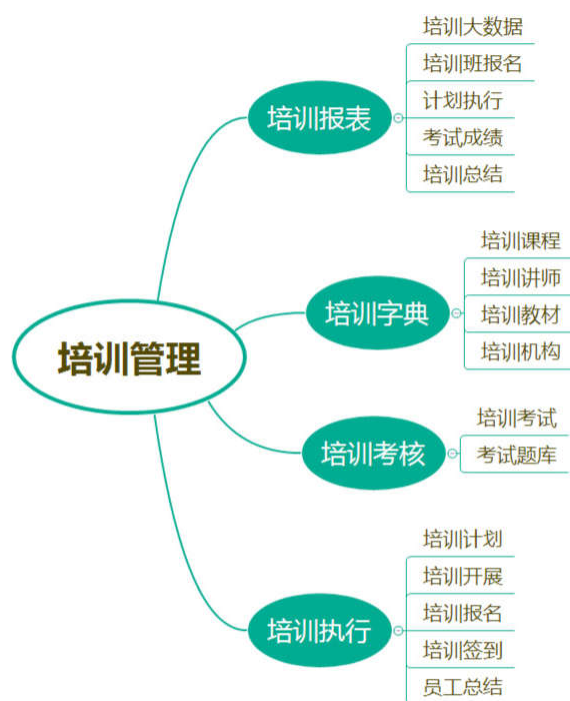 培训管理
培训报表
培训大数据
培训班报名
计划执行
考试成绩
培训总结
培训字典
培训课程
培训讲师
培训教材
培训机构
培训考核
培训考试
考试题库
培训执行
培训计划
培训开展
培训报名
培训签到
员工总结